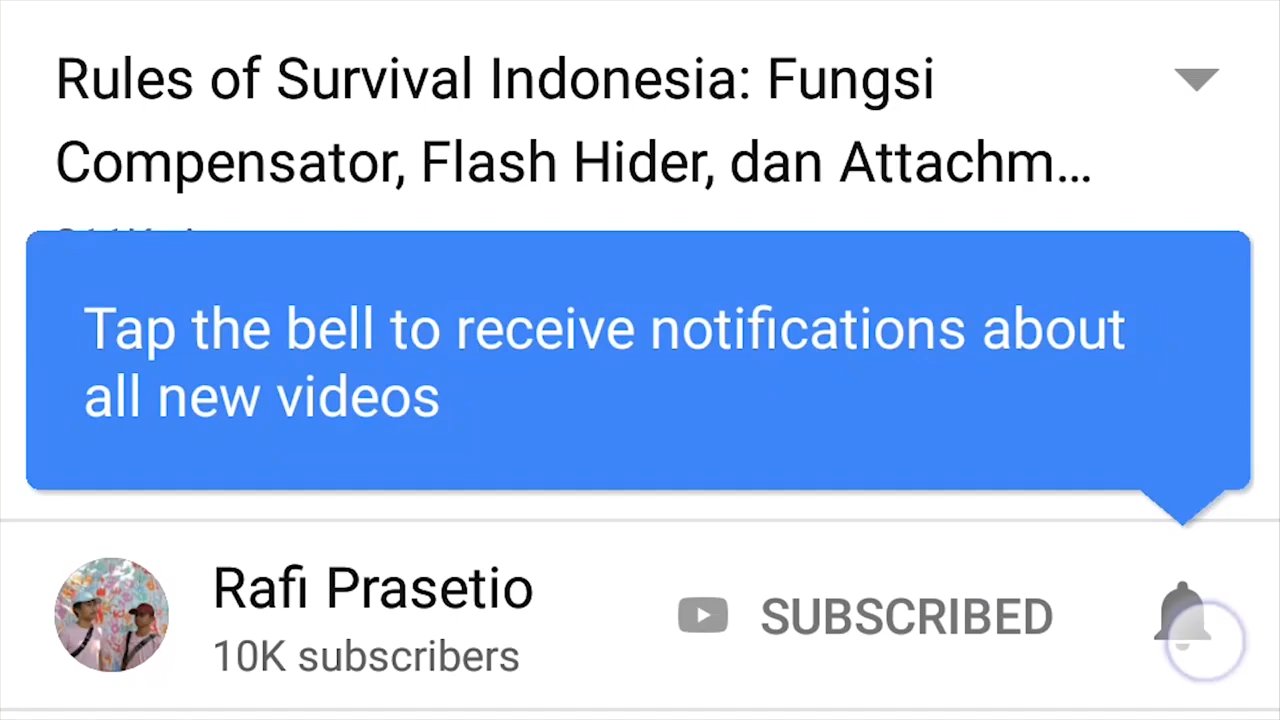 Rules of Survival Indonesia: Fungsi
Compensator, Flash Hider, dan Attachm...
Tap the bell to receive notifications about
all new videos
Rafi Prasetio
SUBSCRIBED
10K subscribers